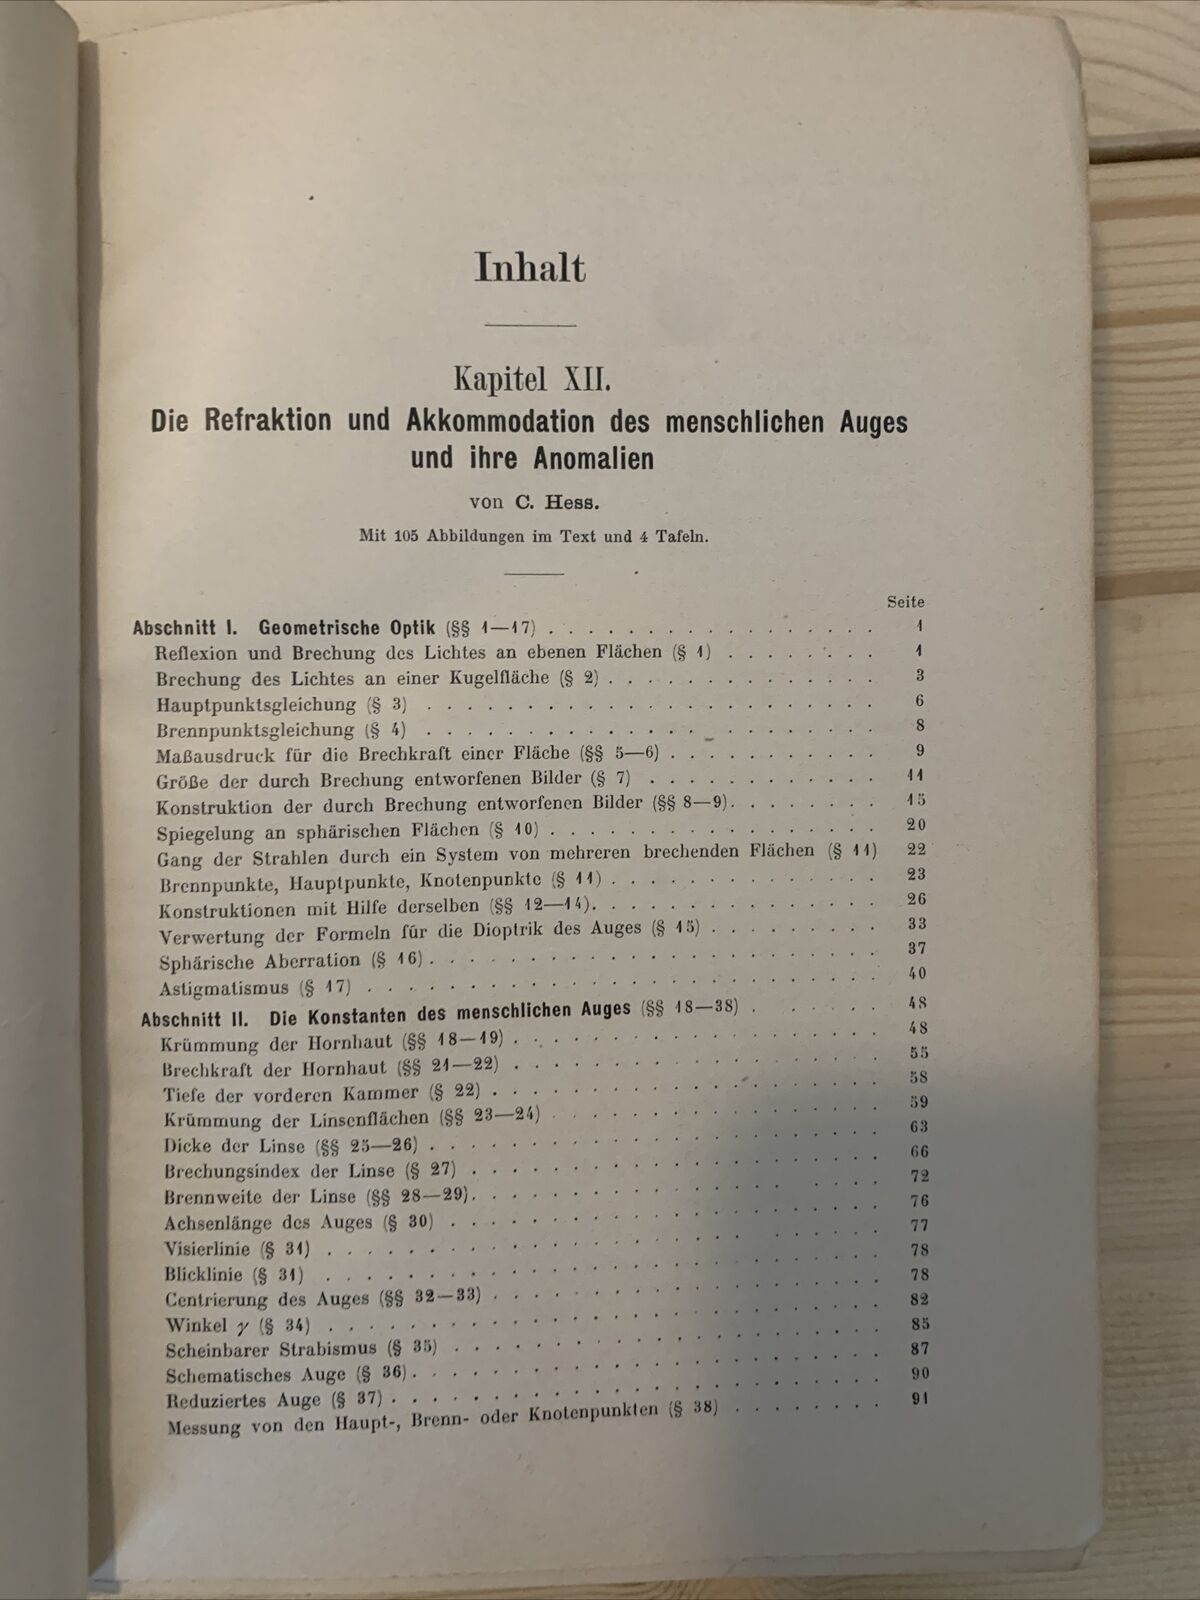 Inhalt
Kapitel XII.
Die Refraktion und Akkommodation des menschlichen Auges
und ihre Anomalien
von C. Hess.
Mit 105 Abbildungen im Text und 4 Tafeln.
Seite
Abschnitt I. Geometrische Optik (§§ 1—17) . . . . . . . . . . . . . . . . 1
Reflexion und Brechung des Lichtes an ebenen Flächen (§ 1) . . . . . . . . 1
Brechung des Lichtes an einer Kugelfläche (§ 2) . . . . . . . . . . . . . 3
Hauptpunktsgleichung (§ 3) . . . . . . . . . . . . . . . . . . 6
Brennpunktsgleichung (§ 4) . . . . . . . . . . . . . . . . . . 8
Maßausdruck für die Brechkraft einer Fläche (§§ 5—6) . . . . . . . . . . . 9
Größe der durch Brechung entworfenen Bilder (§ 7) . . . . . . . . . . . . 11
Konstruktion der durch Brechung entworfenen Bilder (§§ 8—9) . . . . . . . . 15
Spiegelung an sphärischen Flächen (§ 10) . . . . . . . . . . . . . . . 20
Gang der Strahlen durch ein System von mehreren brechenden Flächen (§ 11) 22
Brennpunkte, Hauptpunkte, Knotenpunkte (§ 11) . . . . . . . . . . . . . 23
Konstruktionen mit Hilfe derselben (§§ 12—14) . . . . . . . . . . . . . 26
Verwertung der Formeln für die Dioptrik des Auges (§ 15) . . . . . . . . . 33
Sphärische Aberration (§ 16) . . . . . . . . . . . . . . . . . . 37
Astigmatismus (§ 17) . . . . . . . . . . . . . . . . . . . . 40
Abschnitt II. Die Konstanten des menschlichen Auges (§§ 18—38) . . . . . . 48
Krümmung der Hornhaut (§§ 18—19) . . . . . . . . . . . . . . . . 48
Brechkraft der Hornhaut (§§ 21—22) . . . . . . . . . . . . . . . . 55
Tiefe der vorderen Kammer (§ 22) . . . . . . . . . . . . . . . . 58
Krümmung der Linsenflächen (§§ 23—24) . . . . . . . . . . . . . . 59
Dicke der Linse (§§ 25—26) . . . . . . . . . . . . . . . . . . 63
Brechungsindex der Linse (§ 27) . . . . . . . . . . . . . . . . . 66
Brennweite der Linse (§§ 28—29) . . . . . . . . . . . . . . . . . 72
Achsenlänge des Auges (§ 30) . . . . . . . . . . . . . . . . . . 76
Visierlinie (§ 31) . . . . . . . . . . . . . . . . . . . . . . 77
Blicklinie (§ 31) . . . . . . . . . . . . . . . . . . . . . . 78
Centrierung des Auges (§§ 32—33) . . . . . . . . . . . . . . . . 78
Winkel γ (§ 34) . . . . . . . . . . . . . . . . . . . . . . 82
Scheinbarer Strabismus (§ 35) . . . . . . . . . . . . . . . . . . 85
Schematisches Auge (§ 36) . . . . . . . . . . . . . . . . . . . 87
Reduziertes Auge (§ 37) . . . . . . . . . . . . . . . . . . . . 90
Messung von den Haupt-, Brenn- oder Knotenpunkten (§ 38) . . . . . . . . 91